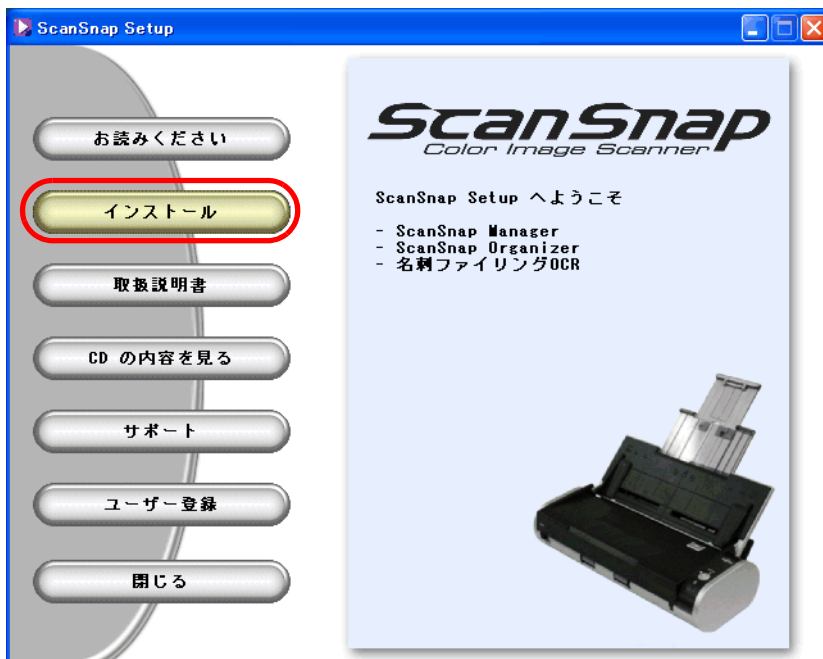 ScanSnap Setup
お読みください
インストール
取扱説明書
CD の内容を見る
サポート
ユーザー登録
閉じる
ScanSnap
Color Image Scanner
ScanSnap Setup へようこそ
- ScanSnap Manager
- ScanSnap Organizer
- 名刺ファイリングOCR